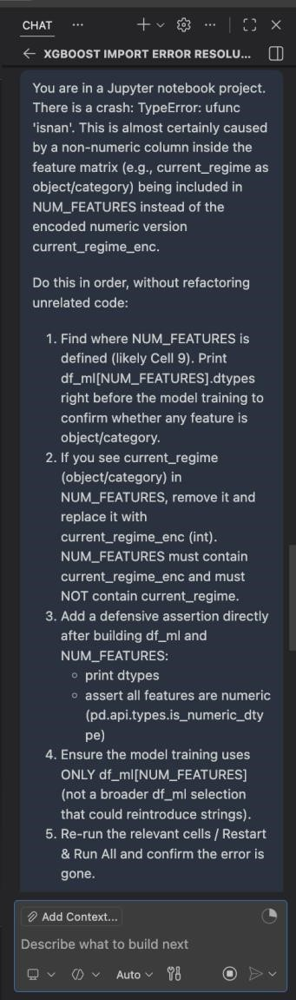 CHAT
XGBOOST IMPORT ERROR RESOLU...
You are in a Jupyter notebook project.
There is a crash: TypeError: ufunc
'isnan'. This is almost certainly caused
by a non-numeric column inside the
feature matrix (e.g., current_regime as
object/category) being included in
NUM_FEATURES instead of the
encoded numeric version
current_regime_enc.
Do this in order, without refactoring
unrelated code:
1. Find where NUM_FEATURES is
defined (likely Cell 9). Print
df_ml[NUM_FEATURES].dtypes
right before the model training to
confirm whether any feature is
object/category.
2. If you see current_regime
(object/category) in
NUM_FEATURES, remove it and
replace it with
current_regime_enc (int).
NUM_FEATURES must contain
current_regime_enc and must
NOT contain current_regime.
3. Add a defensive assertion directly
after building df_ml and
NUM_FEATURES:
○ print dtypes
○ assert all features are numeric
(pd.api.types.is_numeric_dty
pe)
4. Ensure the model training uses
ONLY df_ml[NUM_FEATURES]
(not a broader df_ml selection
that could reintroduce strings).
5. Re-run the relevant cells / Restart
& Run All and confirm the error is
gone.
Add Context...
Describe what to build next
Auto